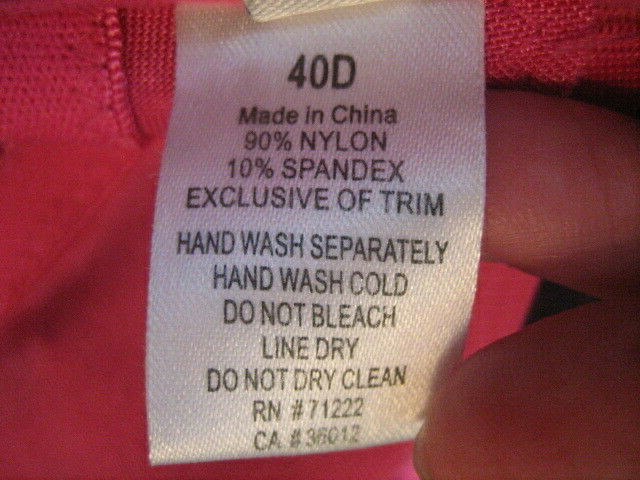 40D
Made in China
90% NYLON
10% SPANDEX
EXCLUSIVE OF TRIM
HAND WASH SEPARATELY
HAND WASH COLD
DO NOT BLEACH
LINE DRY
DO NOT DRY CLEAN
RN #71222
CA #36012